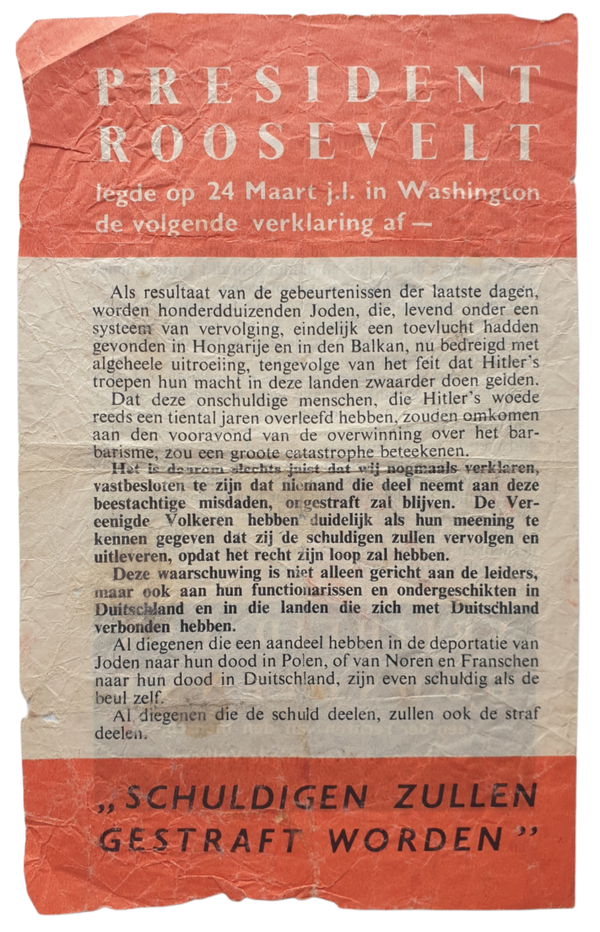 PRESIDENT
ROOSEVELT
legde op 24 Maart j.l. in Washington
de volgende verklaring af —
Als resultaat van de gebeurtenissen der laatste dagen,
worden honderdduizenden Joden, die, levend onder een
systeem van vervolging, eindelijk een toevlucht hadden
gevonden in Hongarije en in den Balkan, nu bedreigd met
algeheele uitroeiing, tengevolge van het feit dat Hitler's
troepen hun macht in deze landen zwaarder doen gelden.
Dat deze onschuldige menschen, die Hitler's woede
reeds een tiental jaren overleefd hebben, zouden omkomen
aan den vooravond van de overwinning over het bar-
barisme, zou een groote catastrophe beteekenen.
Het is daarom slechts juist dat wij nogmaals verklaren,
vastbesloten te zijn dat niemand die deel neemt aan deze
beestachtige misdaden, ongestraft zal blijven. De Ver-
eenigde Volkeren hebben duidelijk als hun meening te
kennen gegeven dat zij de schuldigen zullen vervolgen en
uitleveren, opdat het recht zijn loop zal hebben.
Deze waarschuwing is niet alleen gericht aan de leiders,
maar ook aan hun functionarissen en ondergeschikten in
Duitschland en in die landen die zich met Duitschland
verbonden hebben.
Al diegenen die een aandeel hebben in de deportatie van
Joden naar hun dood in Polen, of van Noren en Franschen
naar hun dood in Duitschland, zijn even schuldig als de
beul zelf.
Al diegenen die de schuld deelen, zullen ook de straf
deelen.
„SCHULDIGEN ZULLEN
GESTRAFT WORDEN”